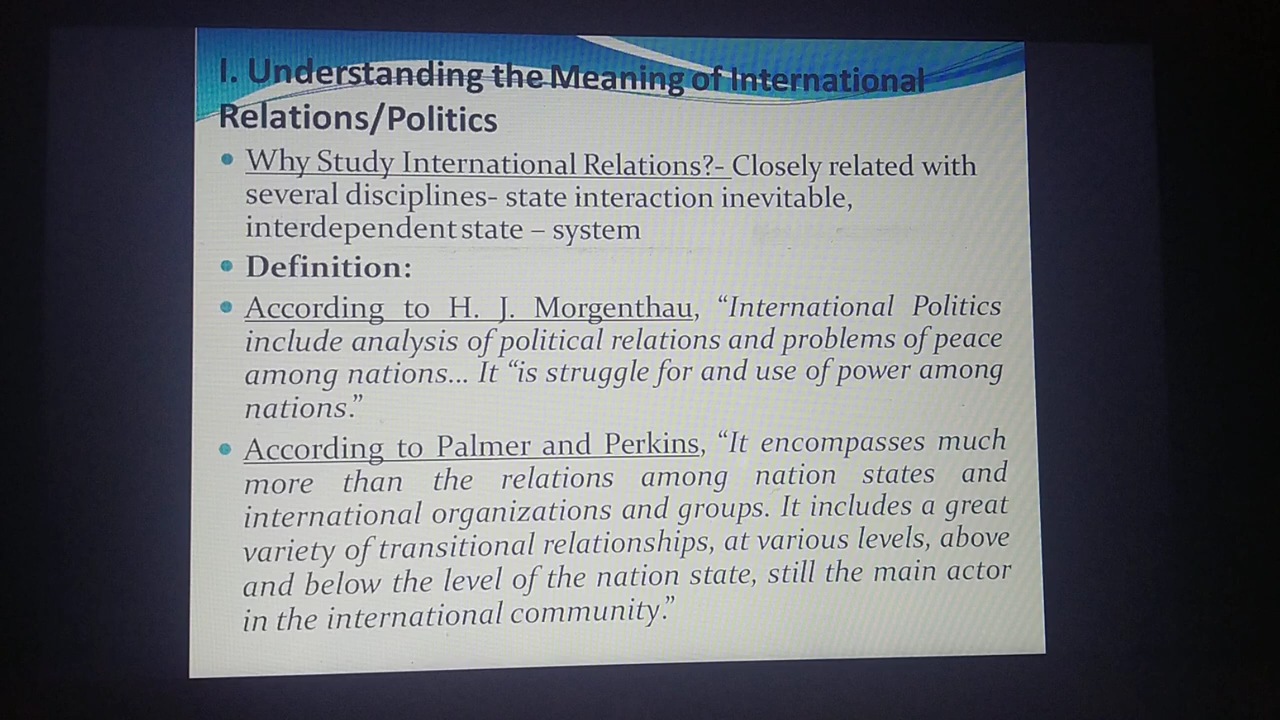 I. Understanding the Meaning of International
Relations/Politics
• Why Study International Relations?- Closely related with
several disciplines- state interaction inevitable,
interdependent state – system
• Definition:
• According to H. J. Morgenthau, “International Politics
include analysis of political relations and problems of peace
among nations... It “is struggle for and use of power among
nations.”
• According to Palmer and Perkins, “It encompasses much
more than the relations among nation states and
international organizations and groups. It includes a great
variety of transitional relationships, at various levels, above
and below the level of the nation state, still the main actor
in the international community.”